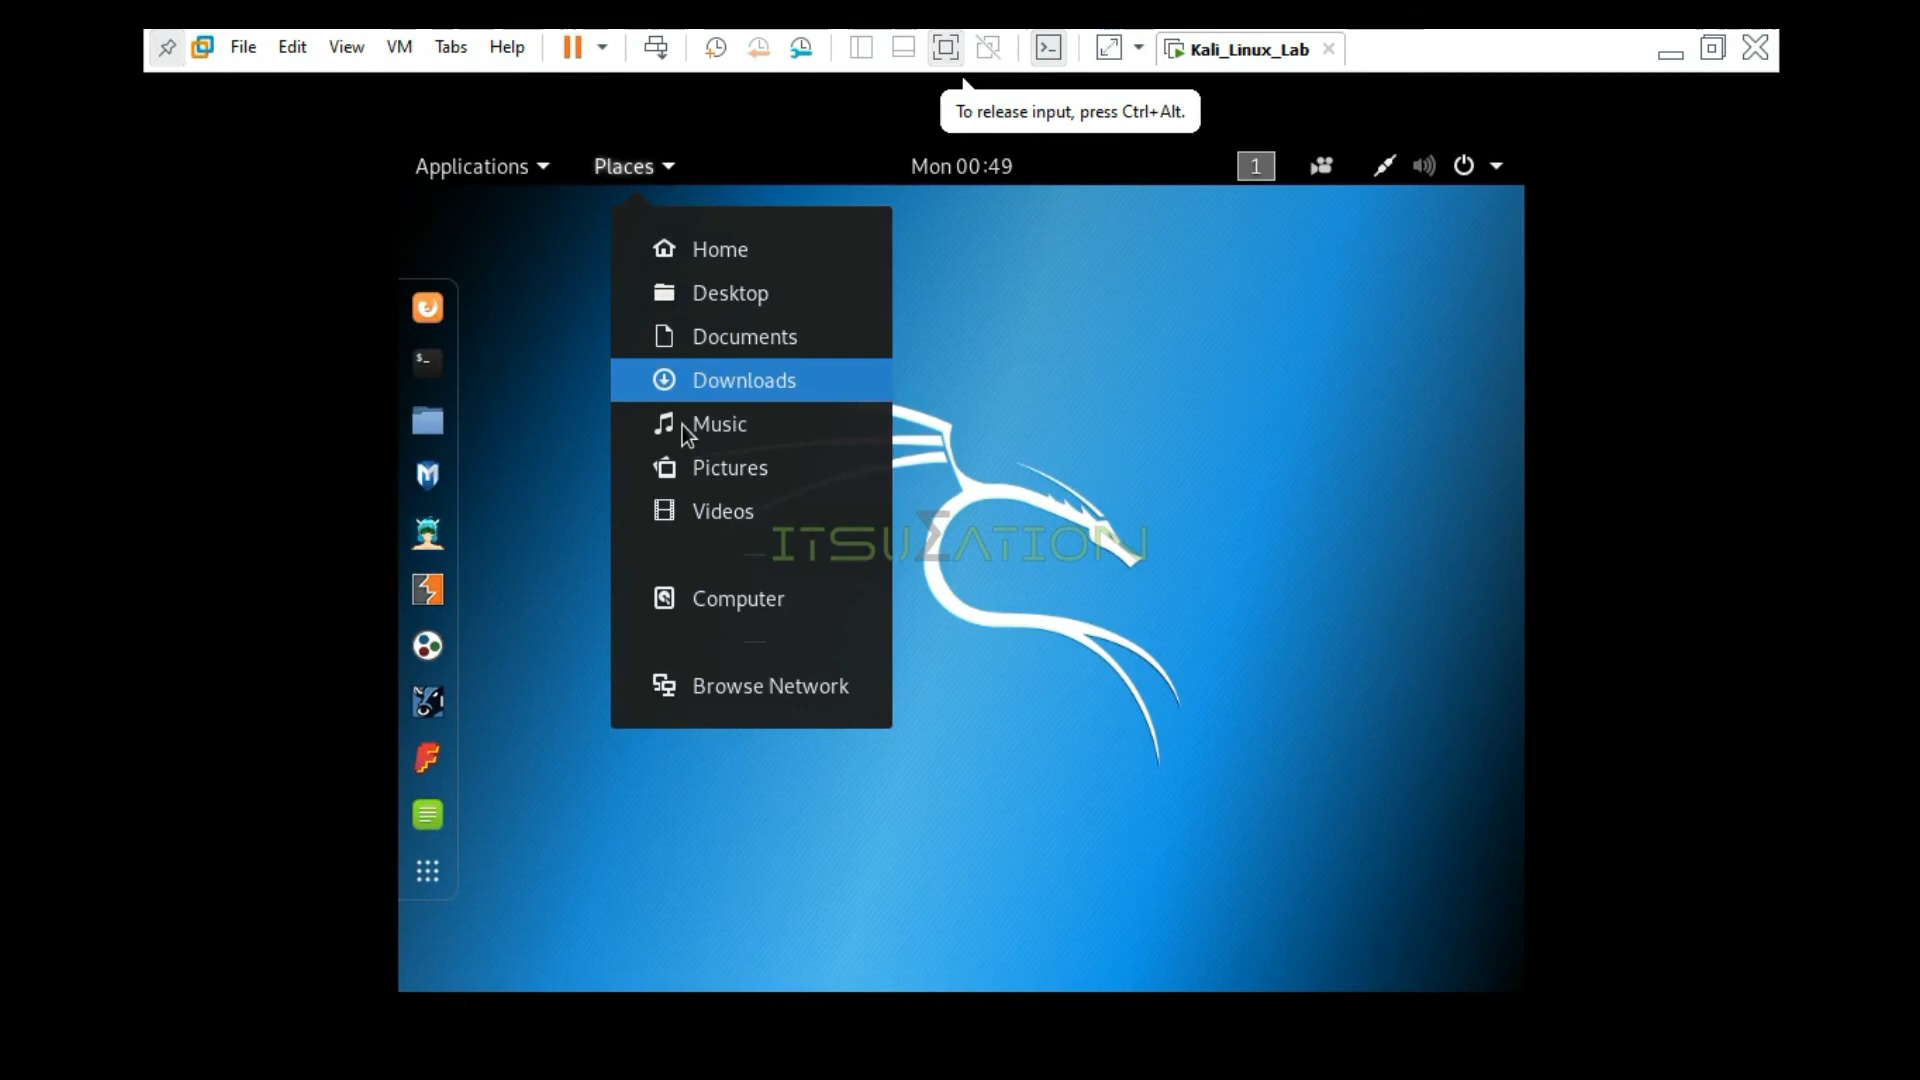 File Edit View VM Tabs Help Kali_Linux_Lab
To release input, press Ctrl+Alt.
Applications Places Mon 00:49 1
Home
Desktop
Documents
Downloads
Music
Pictures
Videos
ITSUZATION
Computer
Browse Network